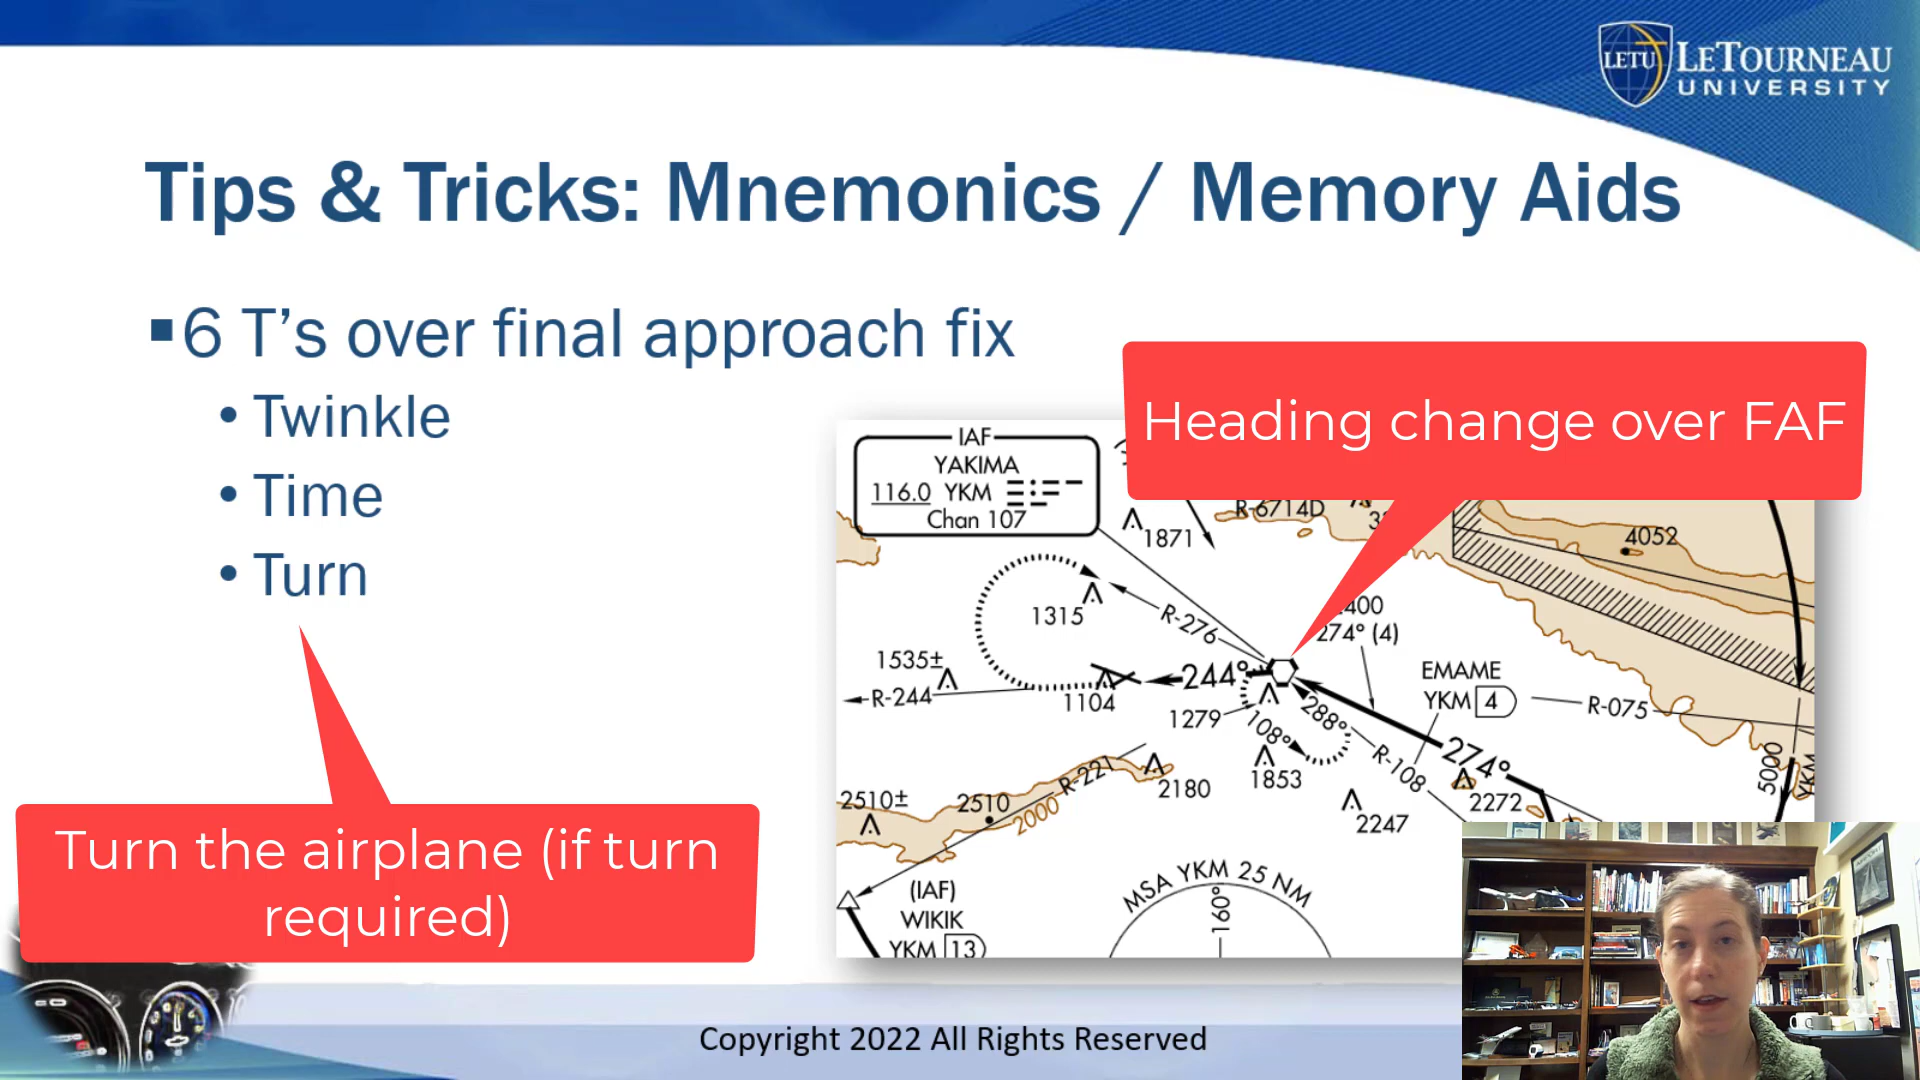 LETU
LETOURNEAU
UNIVERSITY
Tips & Tricks: Mnemonics / Memory Aids
6 T's over final approach fix
• Twinkle
• Time
• Turn
Heading change over FAF
Turn the airplane (if turn
required)
IAF
YAKIMA
116.0 YKM
Chan 107
1871
R-6714D
4052
1315
R-276
274° (4)
1535±
R-244
1104
244°
1279
108°
288°
EMAME
YKM 4
R-075
R-108
274°
1853
2272
2247
5000
YKM
R-221
2180
2510±
2510
2000
(IAF)
WIKIK
YKM 13
MSA YKM 25 NM
160°
Copyright 2022 All Rights Reserved